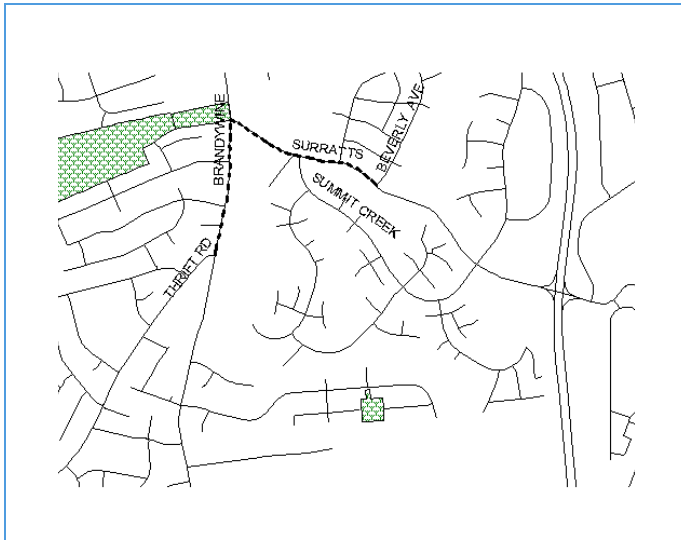 BRANDYWINE
SURRATTS
BEVERLY AVE
SUMMIT CREEK
THRIFT RD